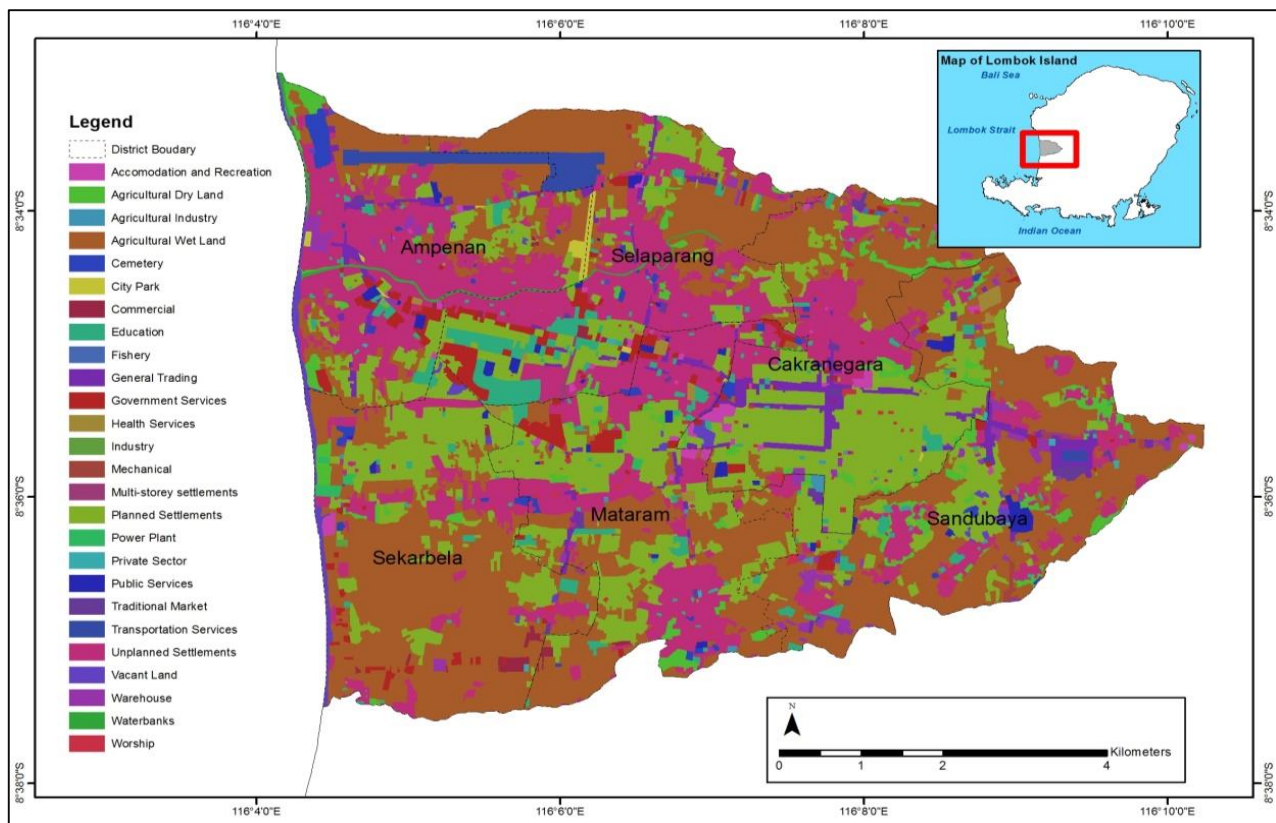 116°4'0"E 116°6'0"E 116°8'0"E 116°10'0"E
Map of Lombok Island
Bali Sea
Lombok Strait
Indian Ocean
Legend
District Boudary
Accomodation and Recreation
Agricultural Dry Land
Agricultural Industry
Agricultural Wet Land
Cemetery
City Park
Commercial
Education
Fishery
General Trading
Government Services
Health Services
Industry
Mechanical
Multi-storey settlements
Planned Settlements
Power Plant
Private Sector
Public Services
Traditional Market
Transportation Services
Unplanned Settlements
Vacant Land
Warehouse
Waterbanks
Worship
8°34'0"S
8°36'0"S
8°38'0"S
Ampenan
Selaparang
Cakranegara
Mataram
Sandubaya
Sekarbela
8°34'0"S
8°36'0"S
8°38'0"S
N
Kilometers
0 1 2 4
116°4'0"E 116°6'0"E 116°8'0"E 116°10'0"E